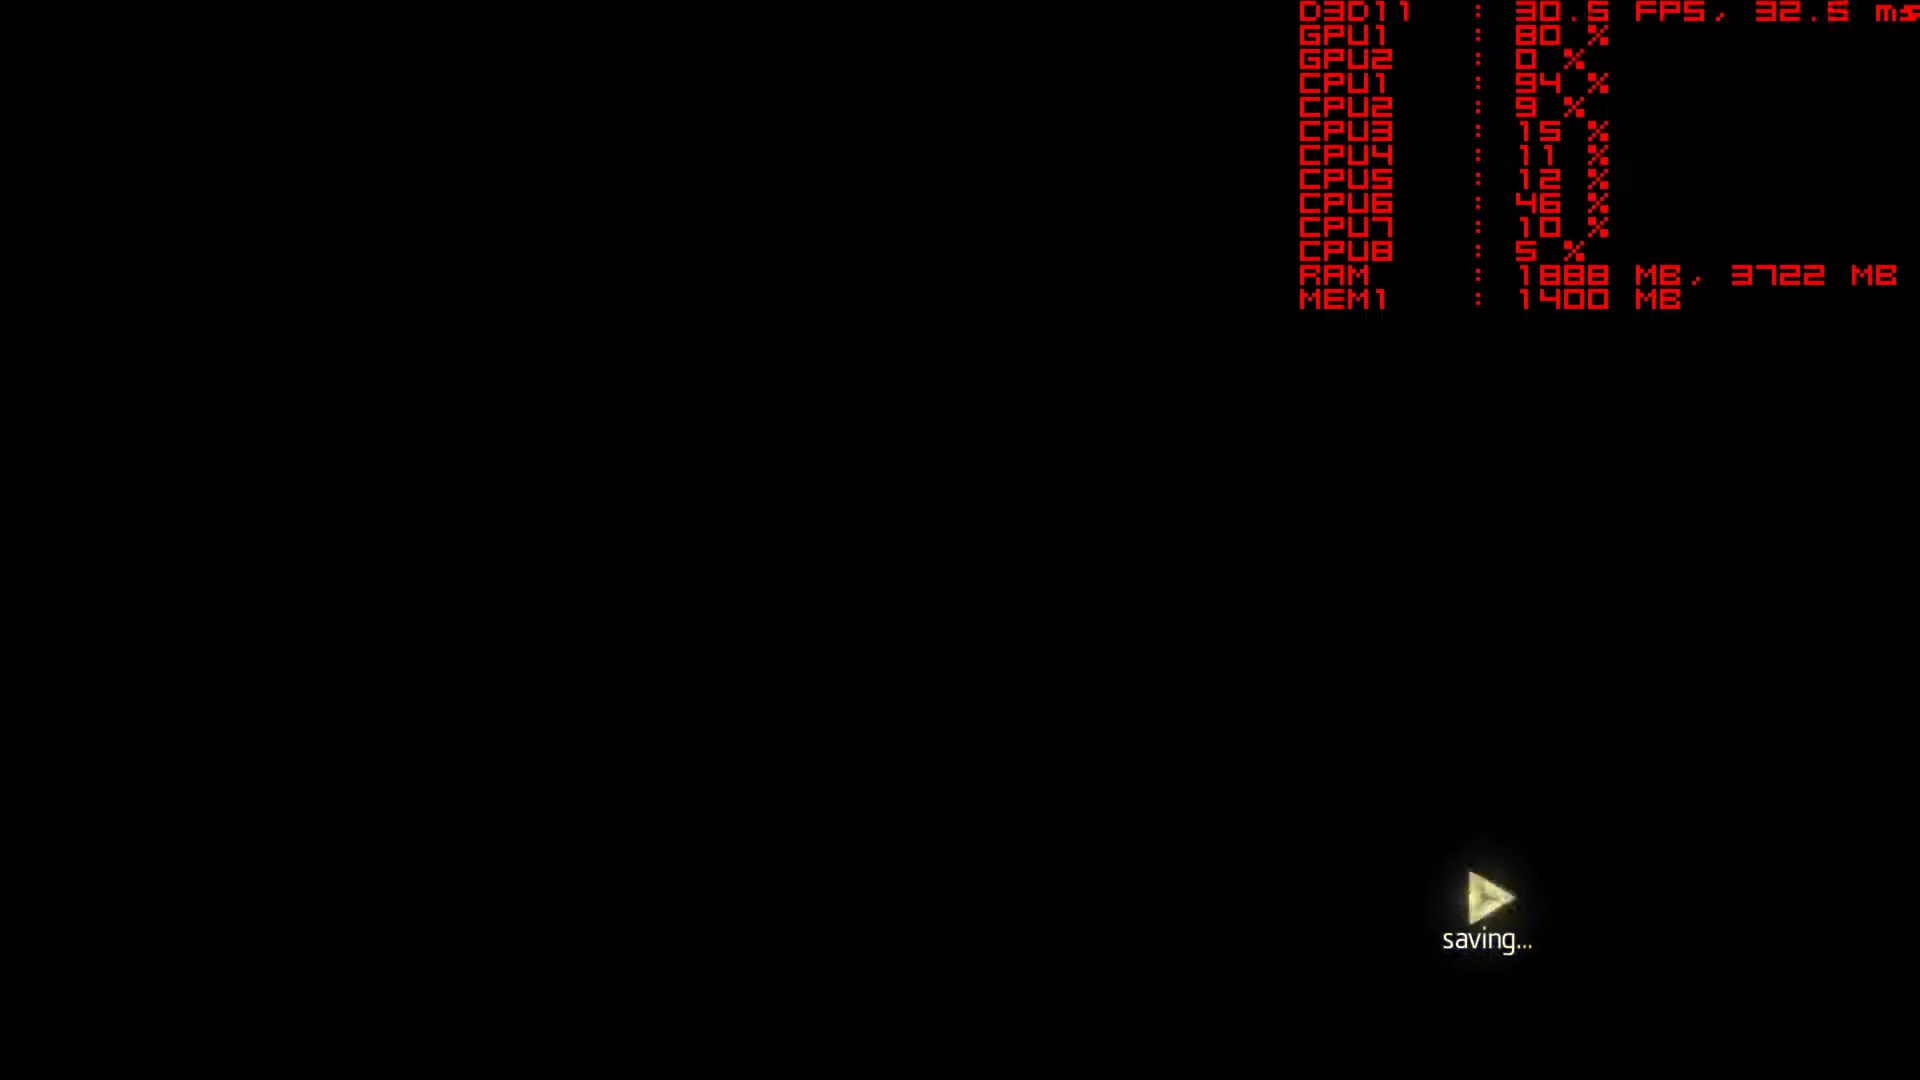 D3D11 : 30.5 FPS, 32.5 ms
GPU1 : 80 %
GPU2 : 0 %
CPU1 : 94 %
CPU2 : 9 %
CPU3 : 15 %
CPU4 : 11 %
CPU5 : 12 %
CPU6 : 46 %
CPU7 : 10 %
CPU8 : 5 %
RAM : 1888 MB, 3722 MB
MEM1 : 1400 MB
saving...